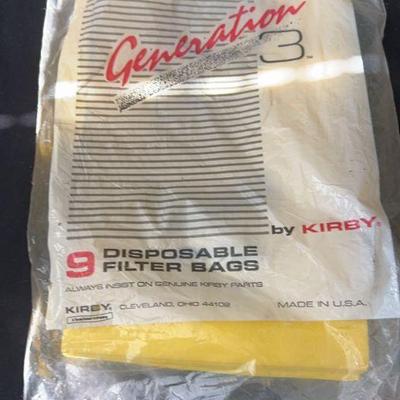 Generation
3™
by KIRBY®
9 DISPOSABLE
FILTER BAGS
ALWAYS INSIST ON GENUINE KIRBY PARTS
KIRBY. CLEVELAND, OHIO 44102
MADE IN U.S.A.